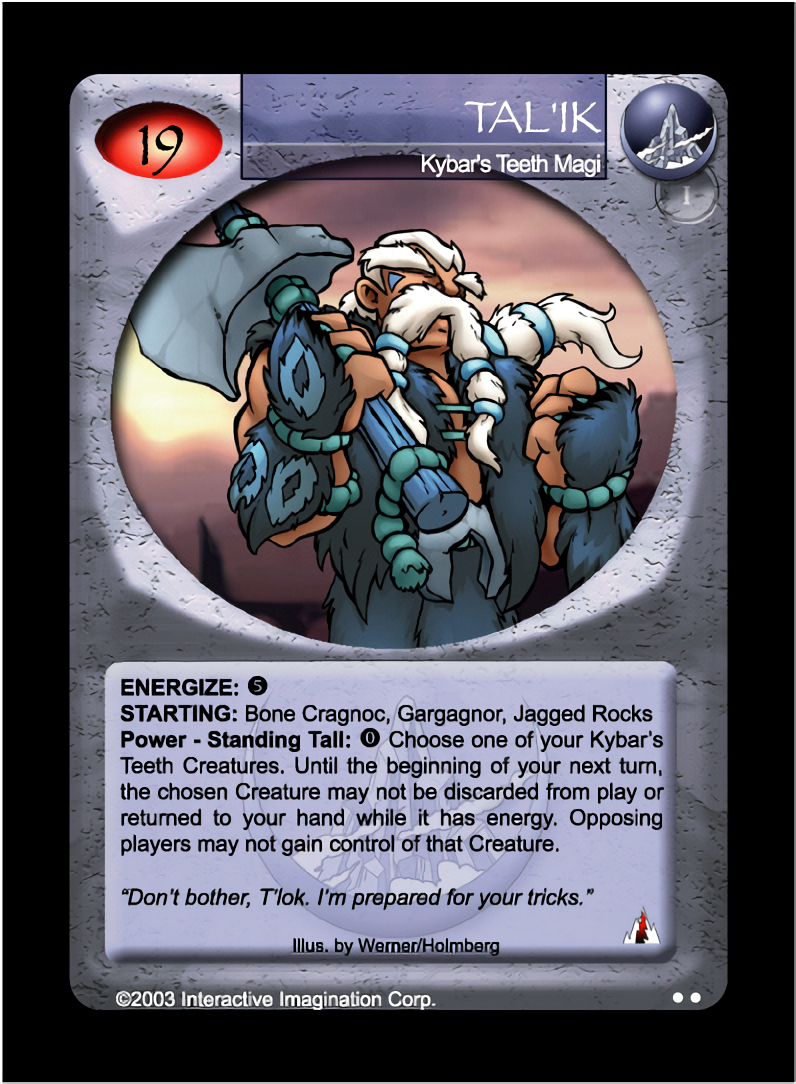 19
TAL'IK
Kybar's Teeth Magi
I
ENERGIZE: 5
STARTING: Bone Cragnoc, Gargagnor, Jagged Rocks
Power - Standing Tall: 0 Choose one of your Kybar's
Teeth Creatures. Until the beginning of your next turn,
the chosen Creature may not be discarded from play or
returned to your hand while it has energy. Opposing
players may not gain control of that Creature.
“Don't bother, T'lok. I'm prepared for your tricks.”
Illus. by Werner/Holmberg
©2003 Interactive Imagination Corp.